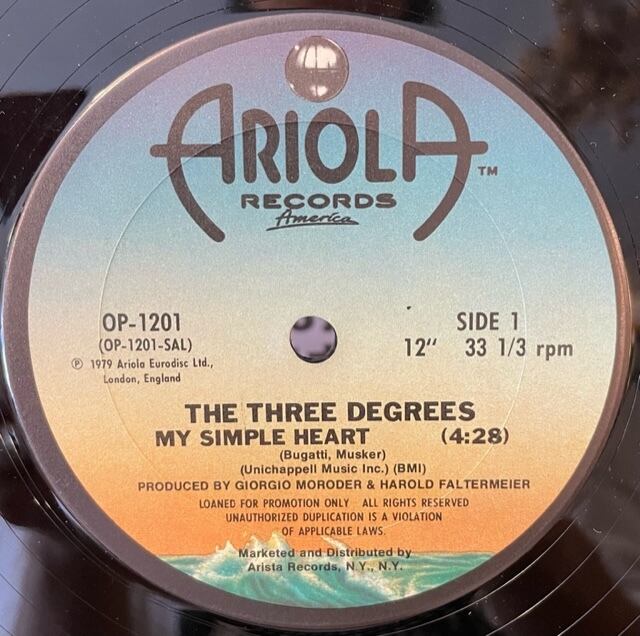 ARIOLA™
RECORDS
America
OP-1201
(OP-1201-SAL)
℗ 1979 Ariola Eurodisc Ltd.,
London, England
SIDE 1
12" 33 1/3 rpm
THE THREE DEGREES
MY SIMPLE HEART (4:28)
(Bugatti, Musker)
(Unichappell Music Inc.) (BMI)
PRODUCED BY GIORGIO MORODER & HAROLD FALTERMEIER
LOANED FOR PROMOTION ONLY ALL RIGHTS RESERVED
UNAUTHORIZED DUPLICATION IS A VIOLATION
OF APPLICABLE LAWS.
Marketed and Distributed by
Arista Records, N.Y., N.Y.